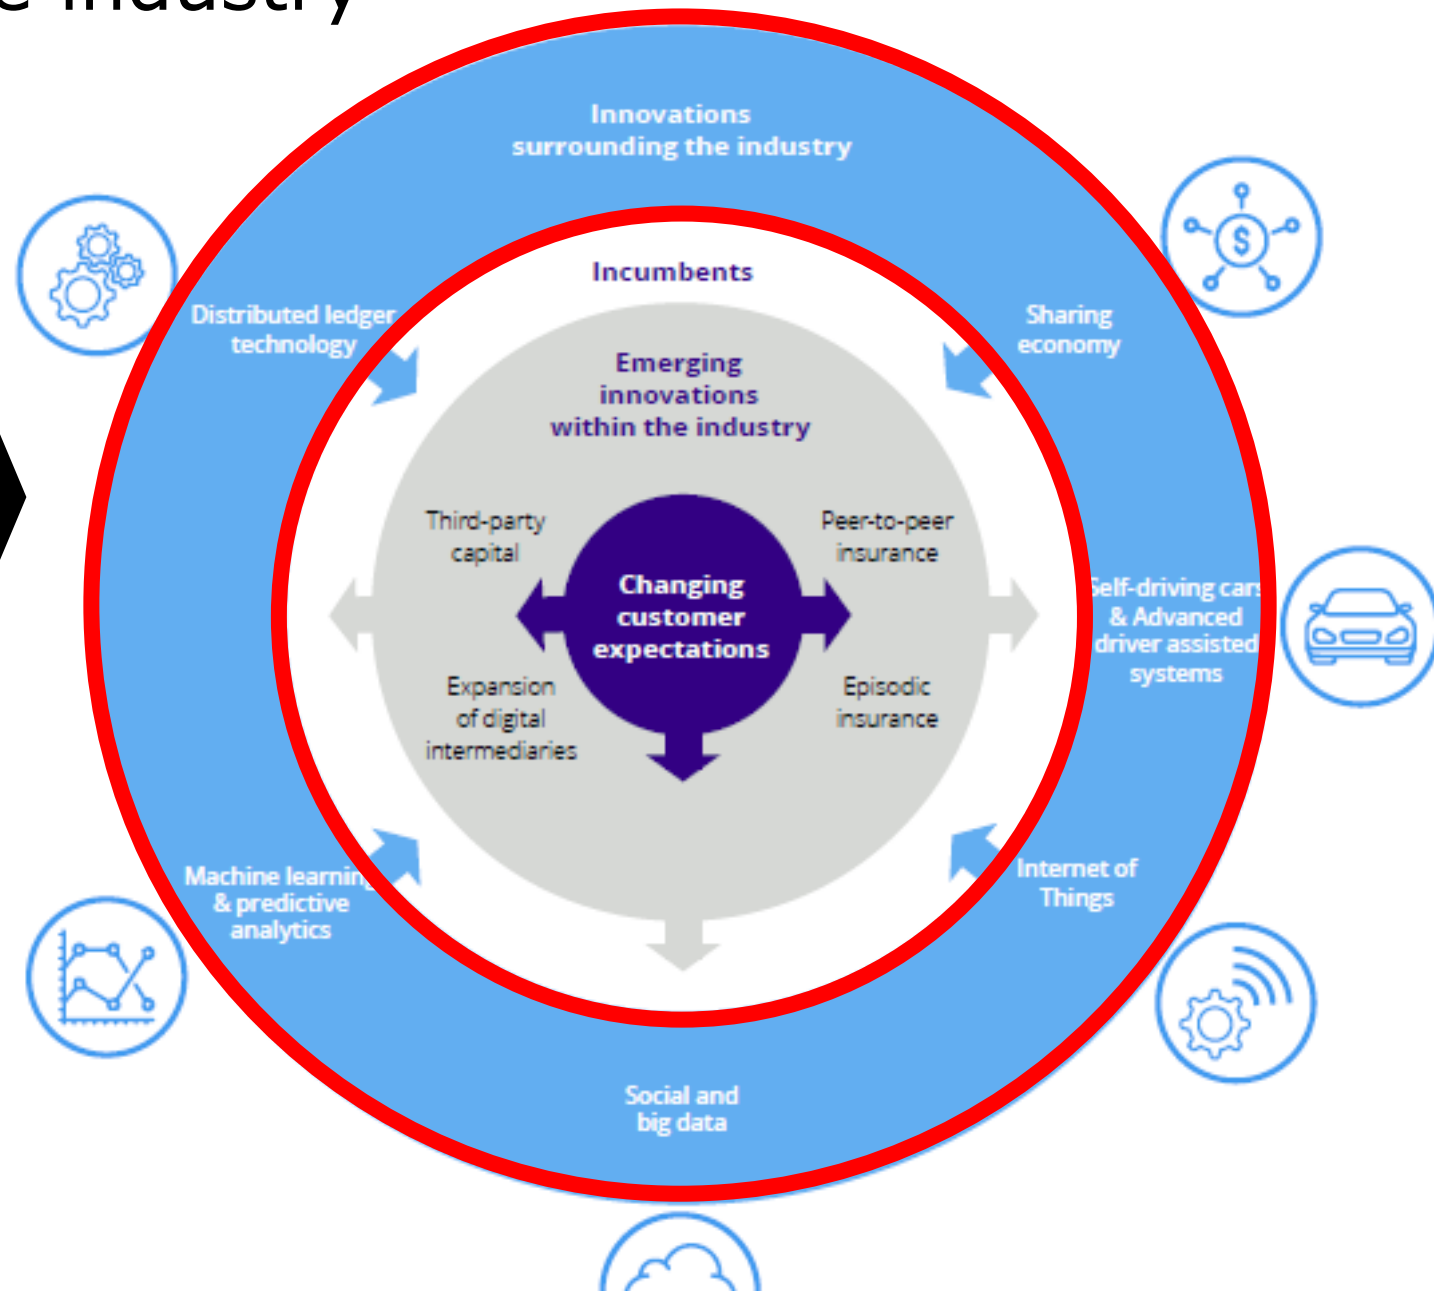 e industry
Innovations
surrounding the industry
Incumbents
Distributed ledger
technology
Sharing
economy
Emerging
innovations
within the industry
Third-party
capital
Peer-to-peer
insurance
Changing
customer
expectations
Self-driving cars
& Advanced
driver assisted
systems
Expansion
of digital
intermediaries
Episodic
insurance
Machine learning
& predictive
analytics
Internet of
Things
Social and
big data
$